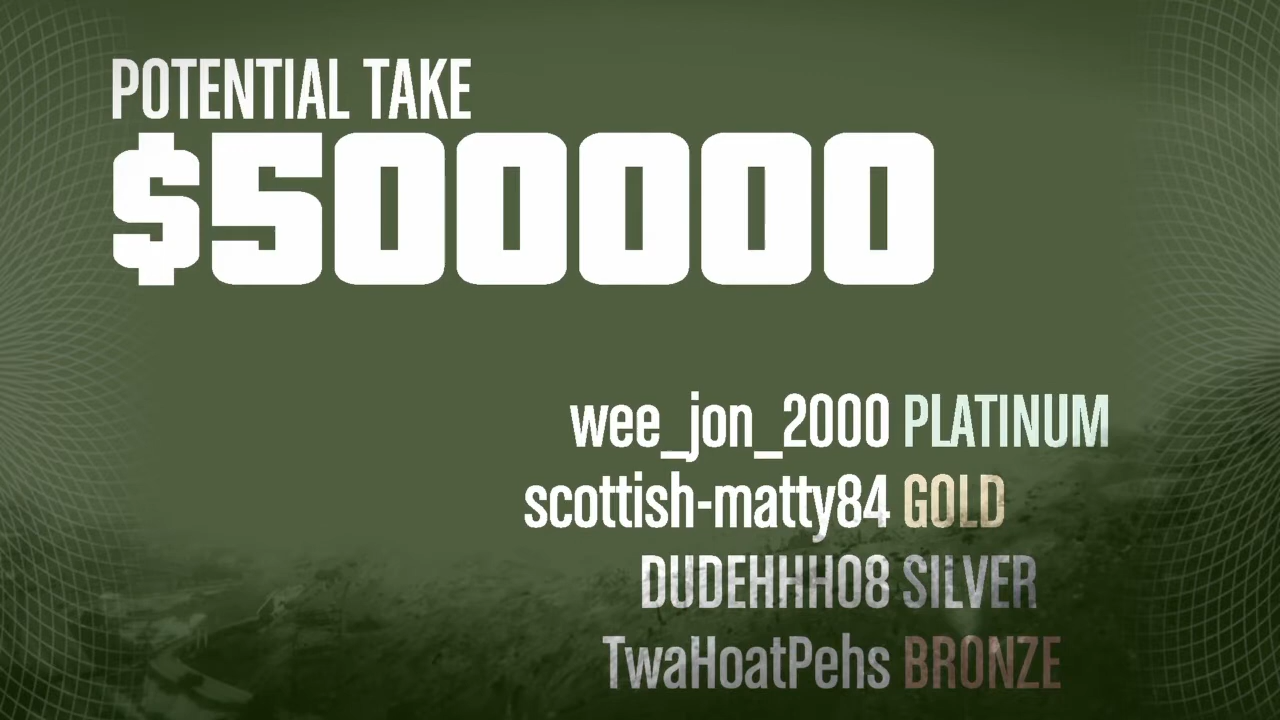 POTENTIAL TAKE
$500000
wee_jon_2000 PLATINUM
scottish-matty84 GOLD
DUDEHHH08 SILVER
TwaHoatPehs BRONZE